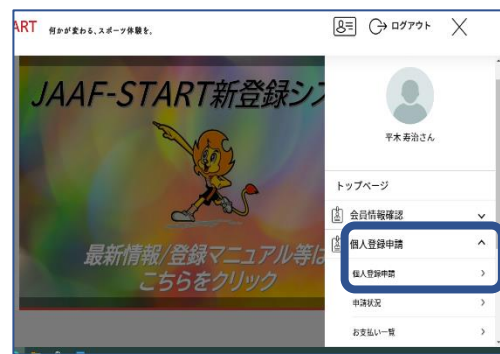 ART 何かが変わる、スポーツ体験を。
ログアウト
JAAF-START新登録シス
最新情報/登録マニュアル等は
こちらをクリック
平木 寿治さん
トップページ
会員情報確認
個人登録申請
個人登録申請
申請状況
お支払い一覧